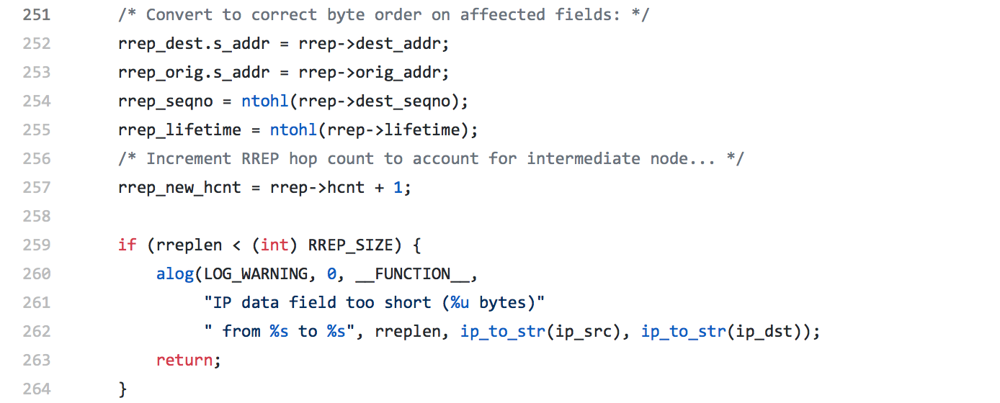 251 /* Convert to correct byte order on affeected fields: */
252 rrep_dest.s_addr = rrep->dest_addr;
253 rrep_orig.s_addr = rrep->orig_addr;
254 rrep_seqno = ntohl(rrep->dest_seqno);
255 rrep_lifetime = ntohl(rrep->lifetime);
256 /* Increment RREP hop count to account for intermediate node... */
257 rrep_new_hcnt = rrep->hcnt + 1;
258
259 if (rreplen < (int) RREP_SIZE) {
260 alog(LOG_WARNING, 0, __FUNCTION__,
261 "IP data field too short (%u bytes)"
262 " from %s to %s", rreplen, ip_to_str(ip_src), ip_to_str(ip_dst));
263 return;
264 }